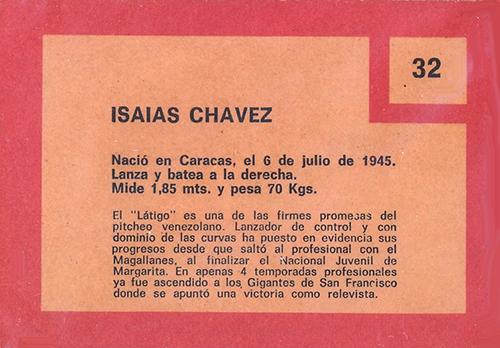 32
ISAIAS CHAVEZ
Nació en Caracas, el 6 de julio de 1945.
Lanza y batea a la derecha.
Mide 1,85 mts. y pesa 70 Kgs.
El "Látigo" es una de las firmes promesas del
pitcheo venezolano. Lanzador de control y con
dominio de las curvas ha puesto en evidencia sus
progresos desde que saltó al profesional con el
Magallanes, al finalizar el Nacional Juvenil de
Margarita. En apenas 4 temporadas profesionales
ya fue ascendido a los Gigantes de San Francisco
donde se apuntó una victoria como relevista.